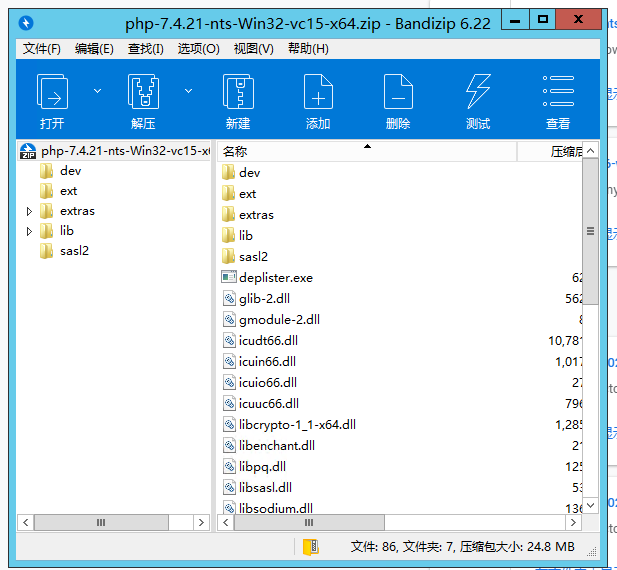 php-7.4.21-nts-Win32-vc15-x64.zip - Bandizip 6.22
文件(F) 编辑(E) 查找(I) 选项(O) 视图(V) 帮助(H)
打开 解压 新建 添加 删除 测试 查看
php-7.4.21-nts-Win32-vc15-x6
dev
ext
extras
lib
sasl2
名称 压缩后
dev
ext
extras
lib
sasl2
deplister.exe 62
glib-2.dll 562
gmodule-2.dll 8
icudt66.dll 10,781
icuin66.dll 1,017
icuio66.dll 27
icuuc66.dll 796
libcrypto-1_1-x64.dll 1,285
libenchant.dll 21
libpq.dll 125
libsasl.dll 53
libsodium.dll 136
文件: 86, 文件夹: 7, 压缩包大小: 24.8 MB